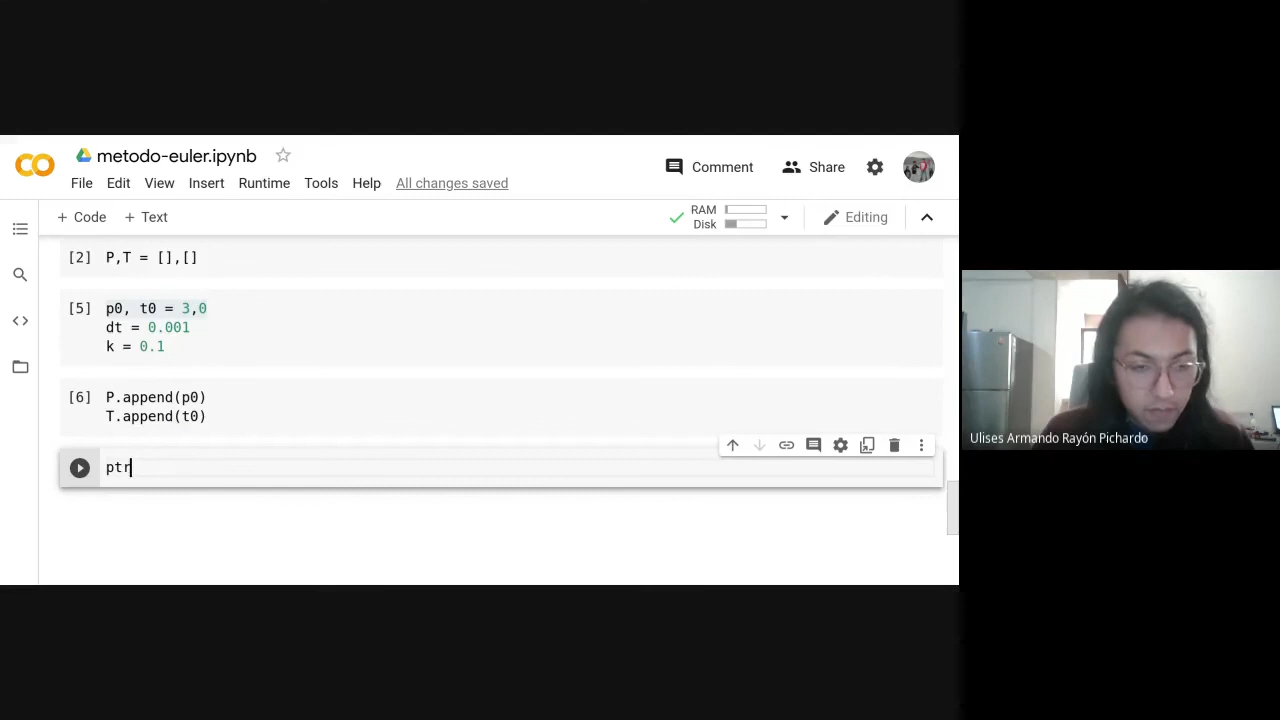 metodo-euler.ipynb
Comment
Share
File Edit View Insert Runtime Tools Help All changes saved
+ Code + Text
RAM
Disk
Editing
[2] P,T = [],[]
[5] p0, t0 = 3,0
dt = 0.001
k = 0.1
[6] P.append(p0)
T.append(t0)
ptr
Ulises Armando Rayón Pichardo